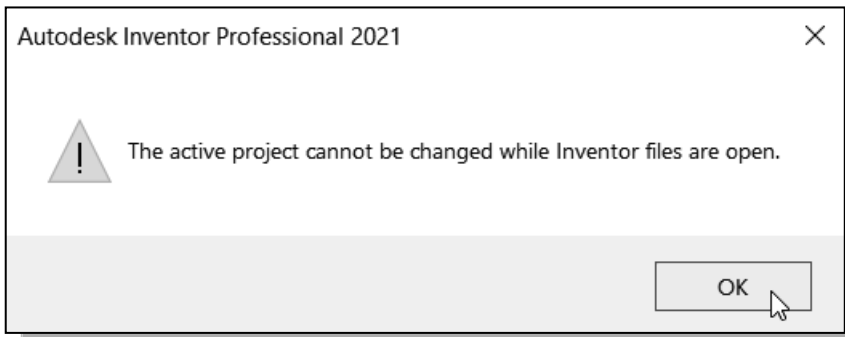 Autodesk Inventor Professional 2021
The active project cannot be changed while Inventor files are open.
OK